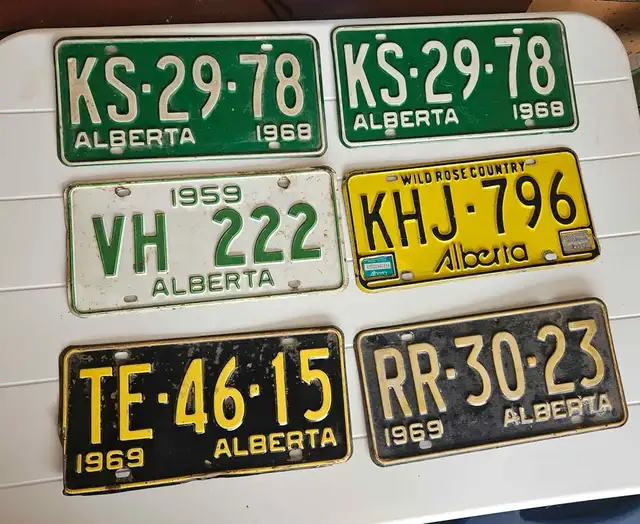 KS·29·78
ALBERTA 1968
KS·29·78
ALBERTA 1968
1959
VH 222
ALBERTA
WILD ROSE COUNTRY
KHJ·796
Alberta
TE·46·15
1969 ALBERTA
RR·30·23
1969 ALBERTA